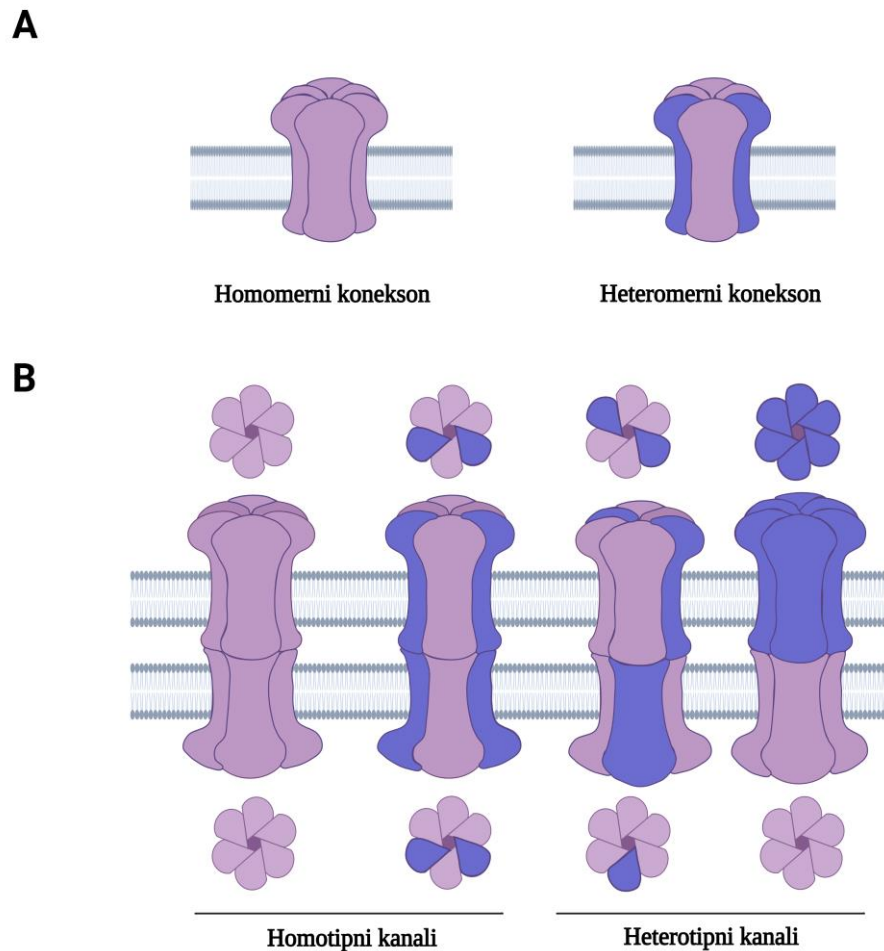 A
Homomerni konekson
Heteromerni konekson
B
Homotipni kanali
Heterotipni kanali